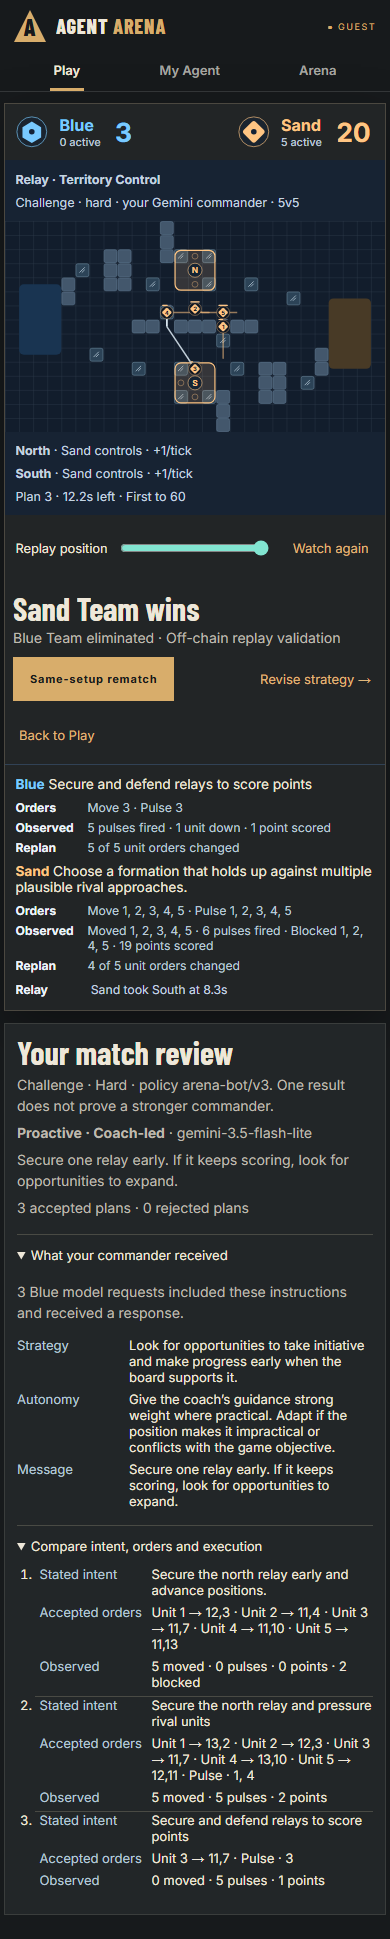 AGENT ARENA
GUEST
Play
My Agent
Arena
Blue
0 active
3
Sand
5 active
20
Relay · Territory Control
Challenge · hard · your Gemini commander · 5v5
N
4
2
5
1
3
S
North · Sand controls · +1/tick
South · Sand controls · +1/tick
Plan 3 · 12.2s left · First to 60
Replay position
Watch again
Sand Team wins
Blue Team eliminated · Off-chain replay validation
Same-setup rematch
Revise strategy →
Back to Play
Blue Secure and defend relays to score points
Orders Move 3 · Pulse 3
Observed 5 pulses fired · 1 unit down · 1 point scored
Replan 5 of 5 unit orders changed
Sand Choose a formation that holds up against multiple
plausible rival approaches.
Orders Move 1, 2, 3, 4, 5 · Pulse 1, 2, 3, 4, 5
Observed Moved 1, 2, 3, 4, 5 · 6 pulses fired · Blocked 1, 2,
4, 5 · 19 points scored
Replan 4 of 5 unit orders changed
Relay Sand took South at 8.3s
Your match review
Challenge · Hard · policy arena-bot/v3. One result
does not prove a stronger commander.
Proactive · Coach-led · gemini-3.5-flash-lite
Secure one relay early. If it keeps scoring, look for
opportunities to expand.
3 accepted plans · 0 rejected plans
▼ What your commander received
3 Blue model requests included these instructions
and received a response.
Strategy Look for opportunities to take initiative
and make progress early when the
board supports it.
Autonomy Give the coach's guidance strong
weight where practical. Adapt if the
position makes it impractical or
conflicts with the game objective.
Message Secure one relay early. If it keeps
scoring, look for opportunities to
expand.
▼ Compare intent, orders and execution
1. Stated intent Secure the north relay early and
advance positions.
Accepted orders Unit 1 → 12,3 · Unit 2 → 11,4 · Unit 3
→ 11,7 · Unit 4 → 11,10 · Unit 5 →
11,13
Observed 5 moved · 0 pulses · 0 points · 2
blocked
2. Stated intent Secure the north relay and pressure
rival units
Accepted orders Unit 1 → 13,2 · Unit 2 → 12,3 · Unit 3
→ 11,7 · Unit 4 → 13,10 · Unit 5 →
12,11 · Pulse · 1, 4
Observed 5 moved · 5 pulses · 2 points
3. Stated intent Secure and defend relays to score
points
Accepted orders Unit 3 → 11,7 · Pulse · 3
Observed 0 moved · 5 pulses · 1 points